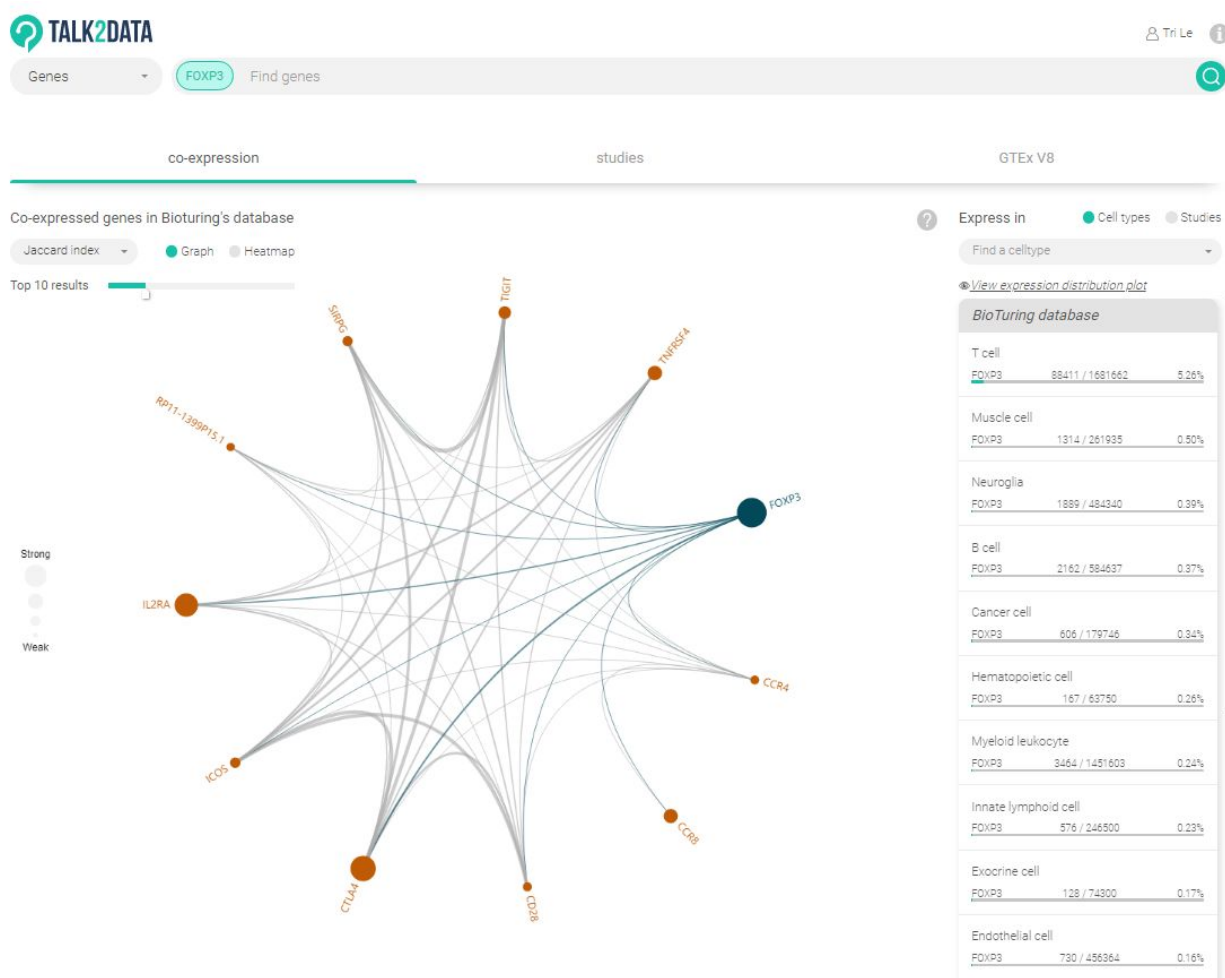 TALK2DATA
Tri Le
Genes FOXP3 Find genes
co-expression studies GTEx V8
Co-expressed genes in Bioturing's database
Jaccard index Graph Heatmap
Top 10 results
Express in Cell types Studies
Find a celltype
View expression distribution plot
BioTuring database
T cell
FOXP3 88411 / 1681662 5.26%
Muscle cell
FOXP3 1314 / 261935 0.50%
Neuroglia
FOXP3 1889 / 484340 0.39%
B cell
FOXP3 2162 / 584637 0.37%
Cancer cell
FOXP3 606 / 179746 0.34%
Hematopoietic cell
FOXP3 167 / 63750 0.26%
Myeloid leukocyte
FOXP3 3464 / 1451603 0.24%
Innate lymphoid cell
FOXP3 576 / 246500 0.23%
Exocrine cell
FOXP3 128 / 74300 0.17%
Endothelial cell
FOXP3 730 / 456364 0.16%
TIGIT
SIRPG
TNFRSF4
RP11-1399P15.1
FOXP3
Strong
Weak
IL2RA
CCR4
ICOS
CCR8
CTLA4
CD28